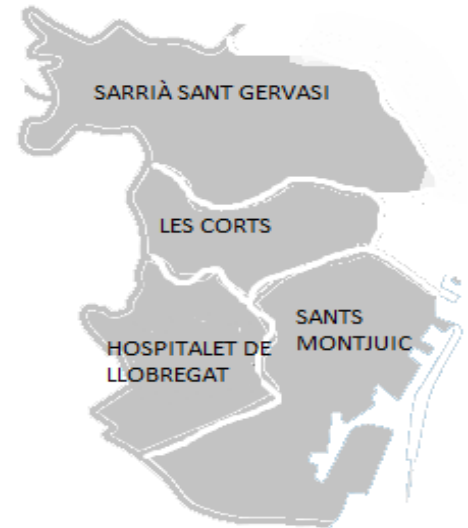 SARRIÀ SANT GERVASI
LES CORTS
SANTS
MONTJUIC
HOSPITALET DE
LLOBREGAT